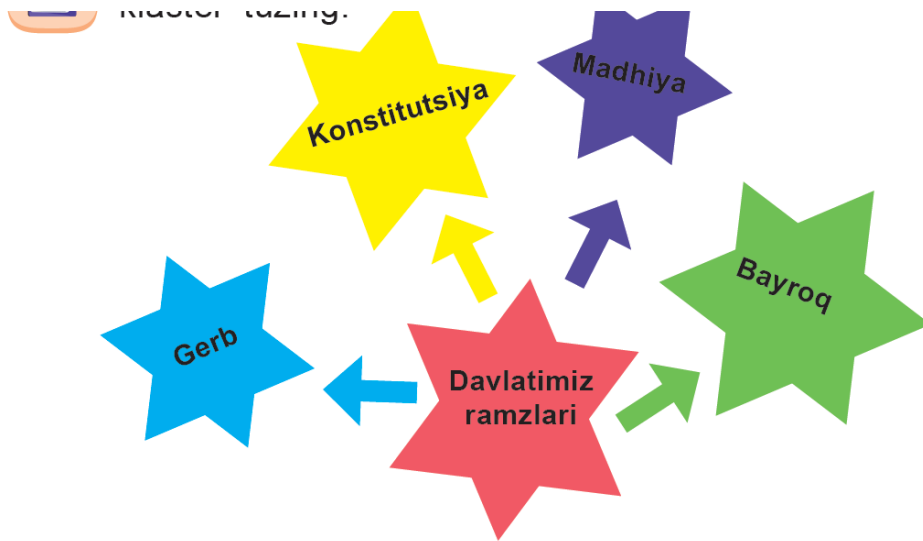 klaster tuzing.
Konstitutsiya
Madhiya
Bayroq
Gerb
Davlatimiz
ramzlari